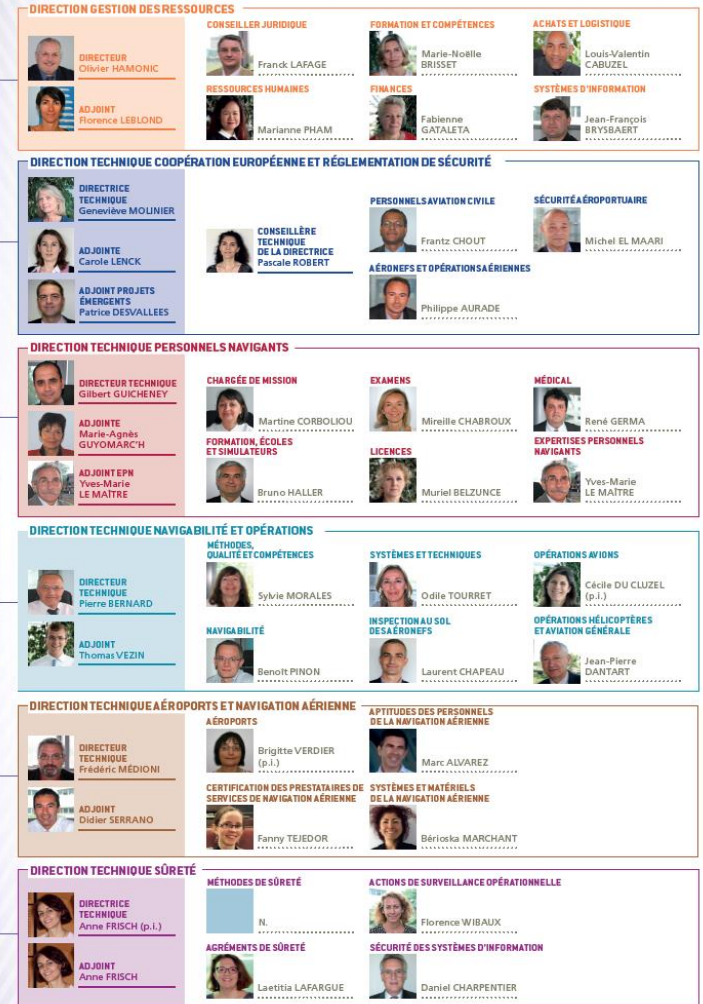 DIRECTION GESTION DES RESSOURCES
DIRECTEUR
Olivier HAMONIC
ADJOINT
Florence LEBLOND
CONSEILLER JURIDIQUE
Franck LAFAGE
FORMATION ET COMPÉTENCES
Marie-Noëlle
BRISSET
ACHATS ET LOGISTIQUE
Louis-Valentin
CABUZEL
RESSOURCES HUMAINES
Marianne PHAM
FINANCES
Fabienne
GATALETA
SYSTÈMES D'INFORMATION
Jean-François
BRYSBAERT
DIRECTION TECHNIQUE COOPÉRATION EUROPÉENNE ET RÉGLEMENTATION DE SÉCURITÉ
DIRECTRICE
TECHNIQUE
Geneviève MOLINIER
ADJOINTE
Carole LENCK
ADJOINT PROJETS
ÉMERGENTS
Patrice DESVALLEES
CONSEILLÈRE
TECHNIQUE
DE LA DIRECTRICE
Pascale ROBERT
PERSONNELS AVIATION CIVILE
Frantz CHOUT
SÉCURITÉ AÉROPORTUAIRE
Michel EL MAARI
AÉRONEFS ET OPÉRATIONS AÉRIENNES
Philippe AURADE
DIRECTION TECHNIQUE PERSONNELS NAVIGANTS
DIRECTEUR TECHNIQUE
Gilbert GUICHENEY
ADJOINTE
Marie-Agnès
GUYOMARC'H
ADJOINT EPN
Yves-Marie
LE MAÎTRE
CHARGÉE DE MISSION
Martine CORBOLIOU
EXAMENS
Mireille CHABROUX
MÉDICAL
René GERMA
FORMATION, ÉCOLES
ET SIMULATEURS
Bruno HALLER
LICENCES
Muriel BELZUNCE
EXPERTISES PERSONNELS
NAVIGANTS
Yves-Marie
LE MAÎTRE
DIRECTION TECHNIQUE NAVIGABILITÉ ET OPÉRATIONS
DIRECTEUR
TECHNIQUE
Pierre BERNARD
ADJOINT
Thomas VEZIN
MÉTHODES,
QUALITÉ ET COMPÉTENCES
Sylvie MORALES
SYSTÈMES ET TECHNIQUES
Odile TOURRET
OPÉRATIONS AVIONS
Cécile DU CLUZEL
(p.i.)
NAVIGABILITÉ
Benoît PINON
INSPECTION AU SOL
DES AÉRONEFS
Laurent CHAPEAU
OPÉRATIONS HÉLICOPTÈRES
ET AVIATION GÉNÉRALE
Jean-Pierre
DANTART
DIRECTION TECHNIQUE AÉROPORTS ET NAVIGATION AÉRIENNE
DIRECTEUR
TECHNIQUE
Frédéric MÉDIONI
ADJOINT
Didier SERRANO
AÉROPORTS
Brigitte VERDIER
(p.i.)
APTITUDES DES PERSONNELS
DE LA NAVIGATION AÉRIENNE
Marc ALVAREZ
CERTIFICATION DES PRESTATAIRES DE
SERVICES DE NAVIGATION AÉRIENNE
Fanny TEJEDOR
SYSTÈMES ET MATÉRIELS
DE LA NAVIGATION AÉRIENNE
Bérioska MARCHANT
DIRECTION TECHNIQUE SÛRETÉ
DIRECTRICE
TECHNIQUE
Anne FRISCH (p.i.)
ADJOINT
Anne FRISCH
MÉTHODES DE SÛRETÉ
N.
ACTIONS DE SURVEILLANCE OPÉRATIONNELLE
Florence WIBAUX
AGRÉMENTS DE SÛRETÉ
Laetitia LAFARGUE
SÉCURITÉ DES SYSTÈMES D'INFORMATION
Daniel CHARPENTIER